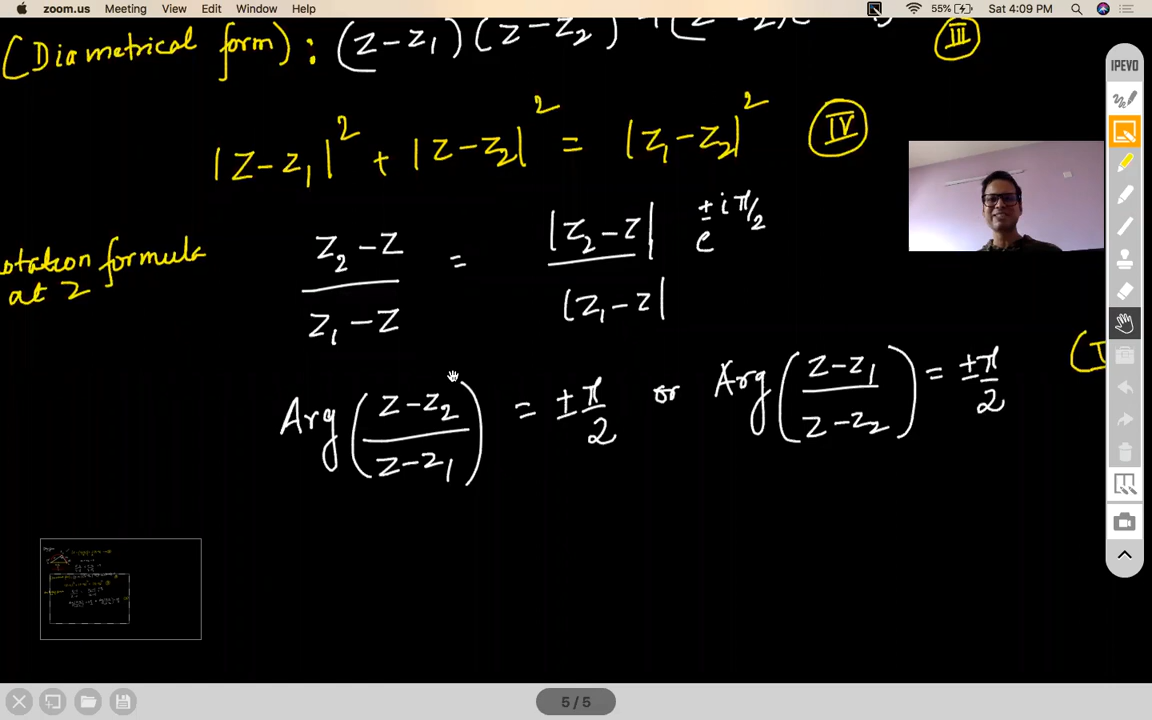 zoom.us Meeting View Edit Window Help 55% Sat 4:09 PM
IPEVO
(Diametrical form): (z-z₁)(z-z₂) III
|z-z₁|² + |z-z₂|² = |z₁-z₂|² IV
otation formula at z
(z₂-z)/(z₁-z) = |z₂-z|/|z₁-z| e^(±iπ/2)
Arg((z-z₂)/(z-z₁)) = ±π/2 or Arg((z-z₁)/(z-z₂)) = ±π/2
5 / 5